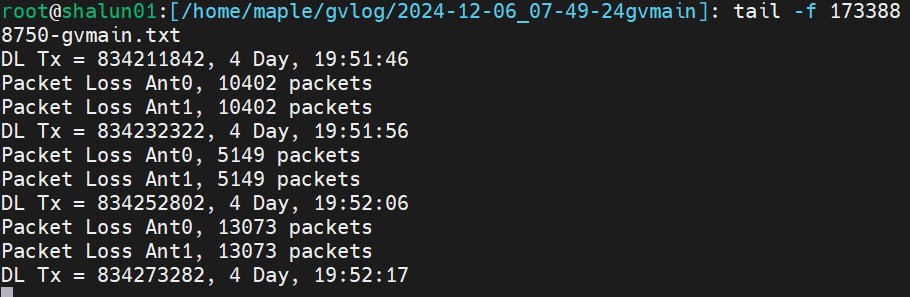 root@shalun01:[/home/maple/gvlog/2024-12-06_07-49-24gvmain]: tail -f 173388
8750-gvmain.txt
DL Tx = 834211842, 4 Day, 19:51:46
Packet Loss Ant0, 10402 packets
Packet Loss Ant1, 10402 packets
DL Tx = 834232322, 4 Day, 19:51:56
Packet Loss Ant0, 5149 packets
Packet Loss Ant1, 5149 packets
DL Tx = 834252802, 4 Day, 19:52:06
Packet Loss Ant0, 13073 packets
Packet Loss Ant1, 13073 packets
DL Tx = 834273282, 4 Day, 19:52:17